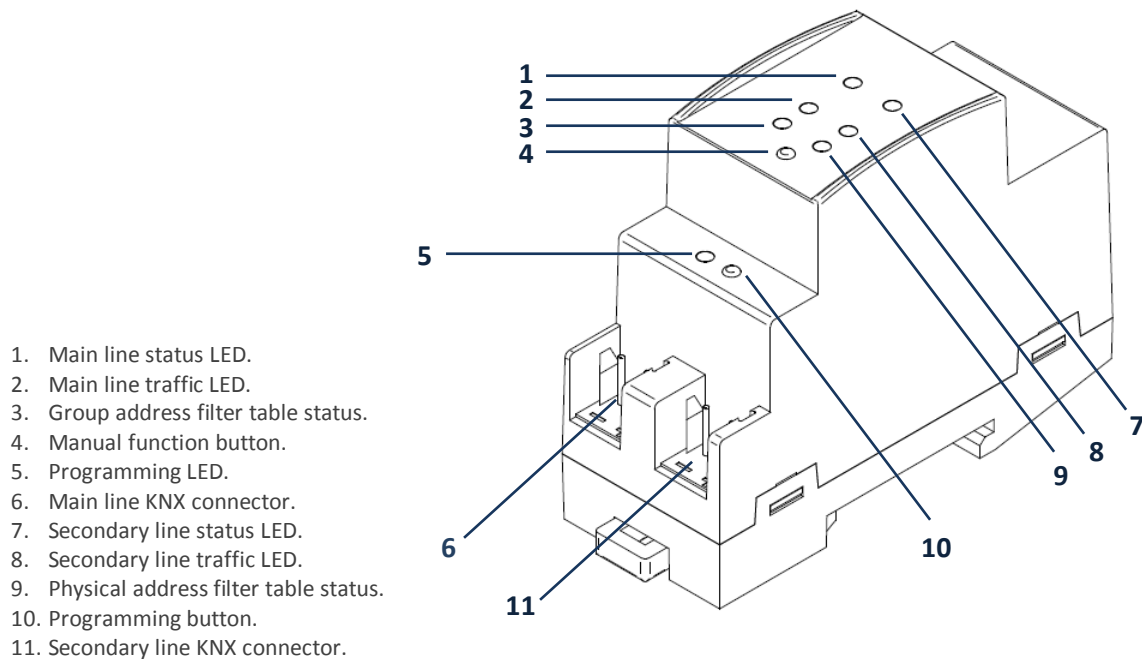 1
2
3
4
5
6
7
8
9
10
11
1. Main line status LED.
2. Main line traffic LED.
3. Group address filter table status.
4. Manual function button.
5. Programming LED.
6. Main line KNX connector.
7. Secondary line status LED.
8. Secondary line traffic LED.
9. Physical address filter table status.
10. Programming button.
11. Secondary line KNX connector.